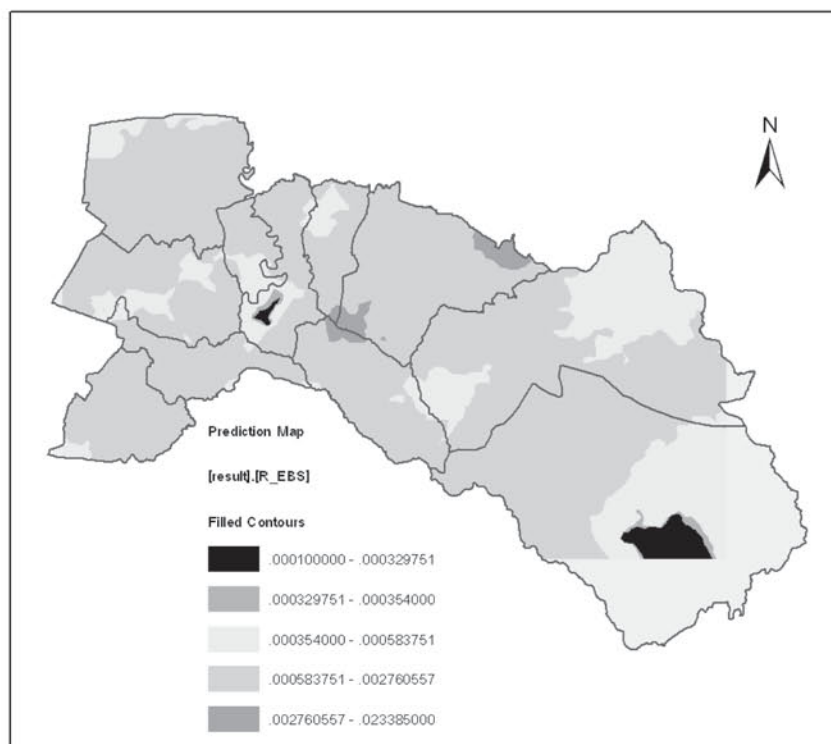 N
Prediction Map
[result].[R_EBS]
Filled Contours
.000100000 - .000329751
.000329751 - .000354000
.000354000 - .000583751
.000583751 - .002760557
.002760557 - .023385000